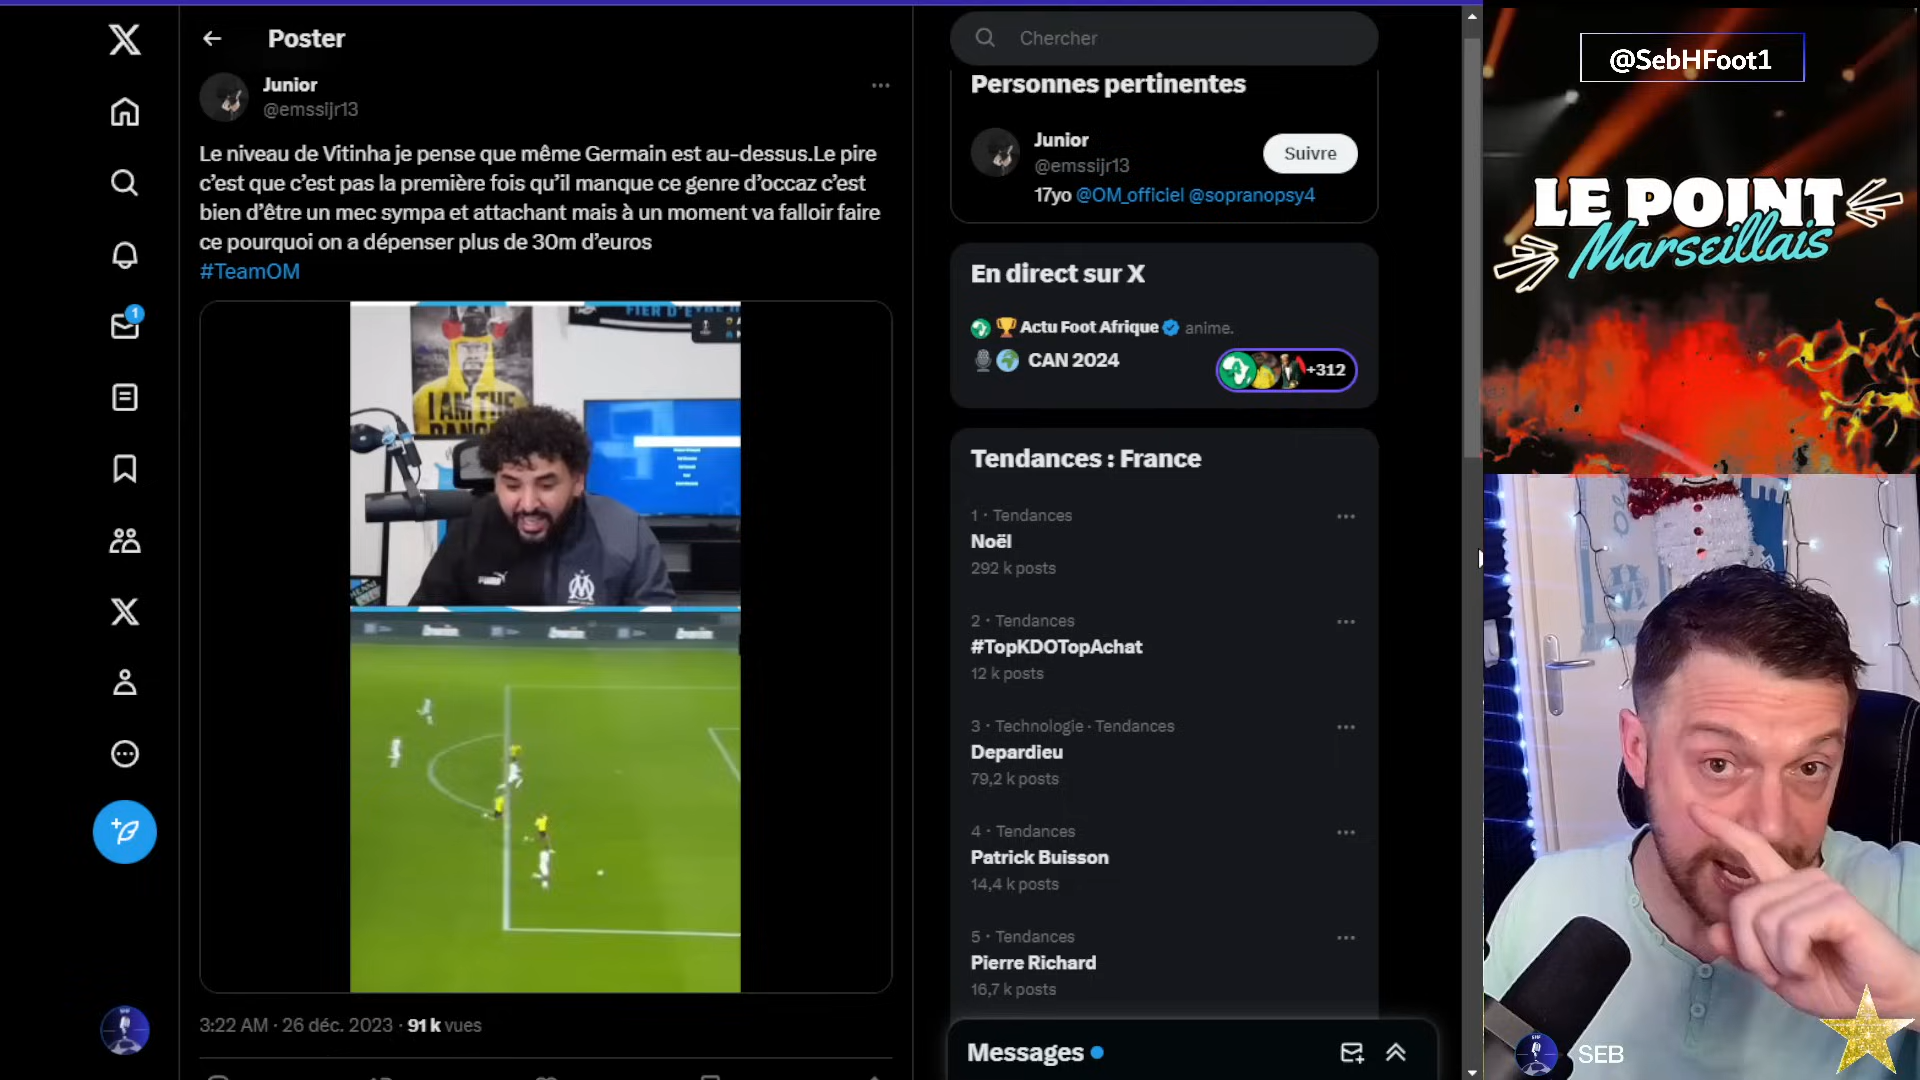 Poster
Junior
@emssijr13
Le niveau de Vitinha je pense que même Germain est au-dessus.Le pire
c'est que c'est pas la première fois qu'il manque ce genre d'occaz c'est
bien d'être un mec sympa et attachant mais à un moment va falloir faire
ce pourquoi on a dépenser plus de 30m d'euros
#TeamOM
FIER D'ÊTRE
I AM THE
3:22 AM · 26 déc. 2023 · 91 k vues
1
Chercher
Personnes pertinentes
Junior
@emssijr13
Suivre
17yo @OM_officiel @sopranopsy4
En direct sur X
Actu Foot Afrique anime.
CAN 2024
+312
Tendances : France
1 · Tendances
Noël
292 k posts
2 · Tendances
#TopKDOTopAchat
12 k posts
3 · Technologie · Tendances
Depardieu
79,2 k posts
4 · Tendances
Patrick Buisson
14,4 k posts
5 · Tendances
Pierre Richard
16,7 k posts
Messages
@SebHFoot1
LE POINT
Marseillais
SEB